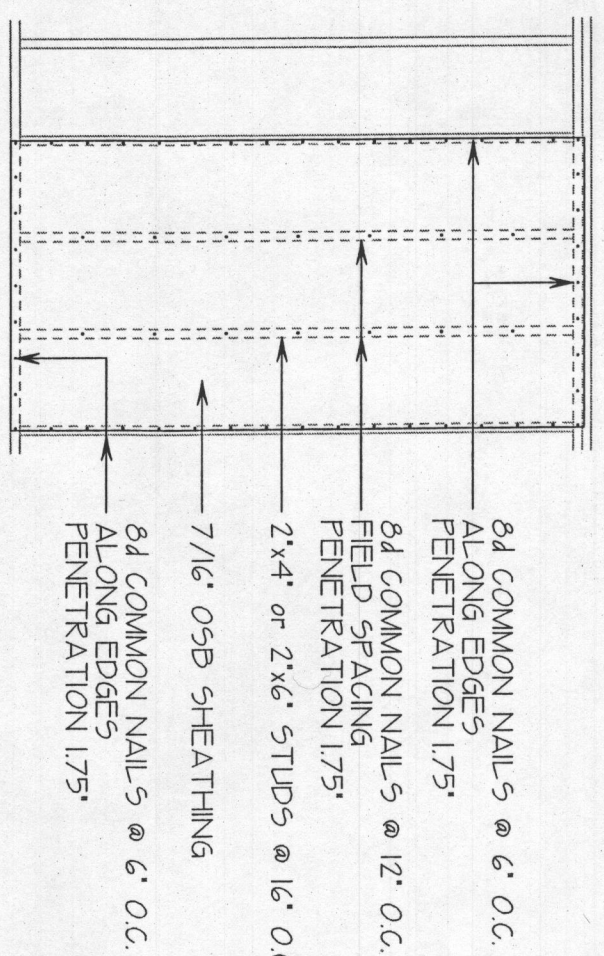 8d COMMON NAILS @ 6" O.C.
ALONG EDGES
PENETRATION 1.75"
8d COMMON NAILS @ 12" O.C.
FIELD SPACING
PENETRATION 1.75"
2"x4" or 2"x6" STUDS @ 16" O.C
7/16" OSB SHEATHING
8d COMMON NAILS @ 6" O.C.
ALONG EDGES
PENETRATION 1.75"